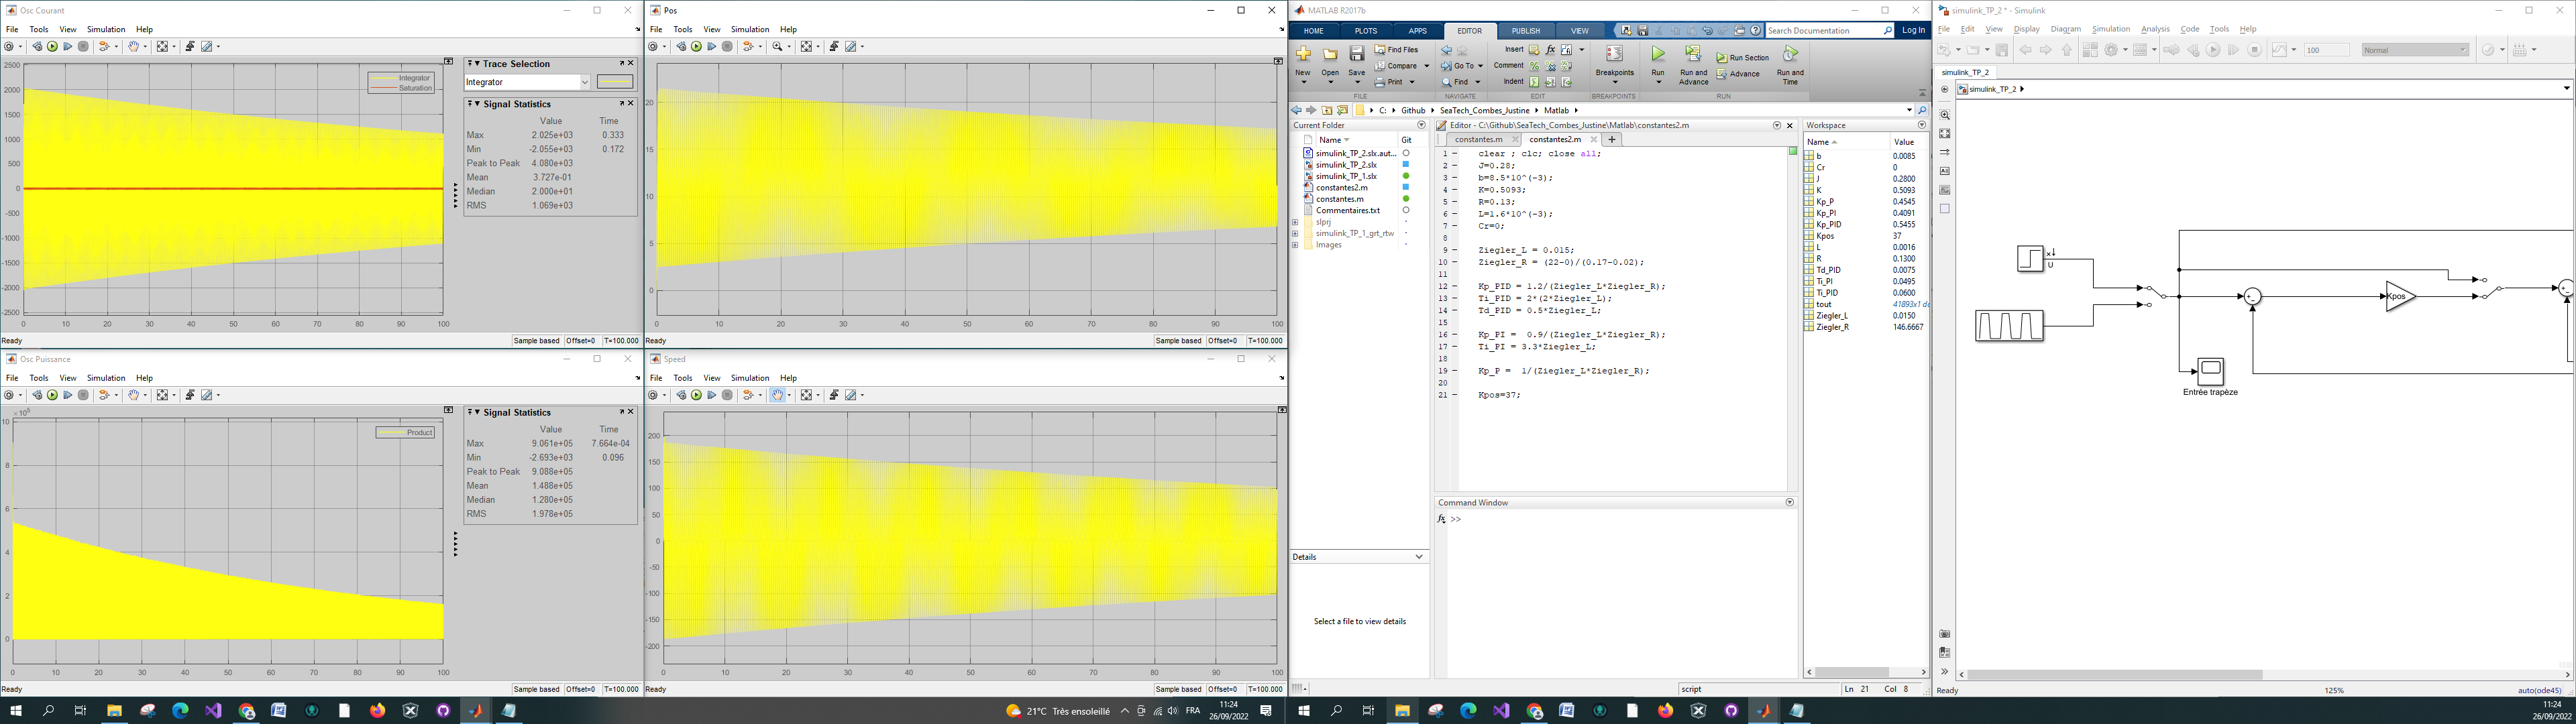 Osc Courant
File Tools View Simulation Help
Integrator
Saturation
2500
2000
1500
1000
500
0
-500
-1000
-1500
-2000
-2500
0 10 20 30 40 50 60 70 80 90 100
Trace Selection
Integrator
Signal Statistics
Value Time
Max 2.025e+03 0.333
Min -2.055e+03 0.172
Peak to Peak 4.080e+03
Mean 3.727e-01
Median 2.000e+01
RMS 1.069e+03
Ready Sample based Offset=0 T=100.000
Pos
File Tools View Simulation Help
20
15
10
5
0
0 10 20 30 40 50 60 70 80 90 100
Ready Sample based Offset=0 T=100.000
Osc Puissance
File Tools View Simulation Help
×10⁵
Product
10
8
6
4
2
0
0 10 20 30 40 50 60 70 80 90 100
Signal Statistics
Value Time
Max 9.061e+05 7.664e-04
Min -2.693e+03 0.096
Peak to Peak 9.088e+05
Mean 1.488e+05
Median 1.280e+05
RMS 1.978e+05
Ready Sample based Offset=0 T=100.000
Speed
File Tools View Simulation Help
200
150
100
50
0
-50
-100
-150
-200
0 10 20 30 40 50 60 70 80 90 100
Ready Sample based Offset=0 T=100.000
MATLAB R2017b
HOME PLOTS APPS EDITOR PUBLISH VIEW Search Documentation Log In
New Open Save Find Files Compare Print
Go To Find
Insert Comment Indent
Breakpoints Run Run and Advance Run Section Advance Run and Time
FILE NAVIGATE EDIT BREAKPOINTS RUN
C: Github SeaTech_Combes_Justine Matlab
Current Folder
Name Git
simulink_TP_2.slx.aut...
simulink_TP_2.slx
simulink_TP_1.slx
constantes2.m
constantes.m
Commentaires.txt
slprj
simulink_TP_1_grt_rtw
Images
Details
Select a file to view details
Editor - C:\Github\SeaTech_Combes_Justine\Matlab\constantes2.m
constantes.m constantes2.m
1 clear ; clc; close all;
2 J=0.28;
3 b=8.5*10^(-3);
4 K=0.5093;
5 R=0.13;
6 L=1.6*10^(-3);
7 Cr=0;
8
9 Ziegler_L = 0.015;
10 Ziegler_R = (22-0)/(0.17-0.02);
11
12 Kp_PID = 1.2/(Ziegler_L*Ziegler_R);
13 Ti_PID = 2*(2*Ziegler_L);
14 Td_PID = 0.5*Ziegler_L;
15
16 Kp_PI =  0.9/(Ziegler_L*Ziegler_R);
17 Ti_PI = 3.3*Ziegler_L;
18
19 Kp_P =  1/(Ziegler_L*Ziegler_R);
20
21 Kpos=37;
Command Window
fx >>
Workspace
Name Value
b 0.0085
Cr 0
J 0.2800
K 0.5093
Kp_P 0.4545
Kp_PI 0.4091
Kp_PID 0.5455
Kpos 37
L 0.0016
R 0.1300
Td_PID 0.0075
Ti_PI 0.0495
Ti_PID 0.0600
tout 41893x1 do
Ziegler_L 0.0150
Ziegler_R 146.6667
script Ln 21 Col 8
simulink_TP_2 * - Simulink
File Edit View Display Diagram Simulation Analysis Code Tools Help
100 Normal
simulink_TP_2
simulink_TP_2
U
Kpos
Entrée trapèze
Ready 125% auto(ode45)
21°C Très ensoleillé FRA 11:24
26/09/2022
11:24
26/09/2022